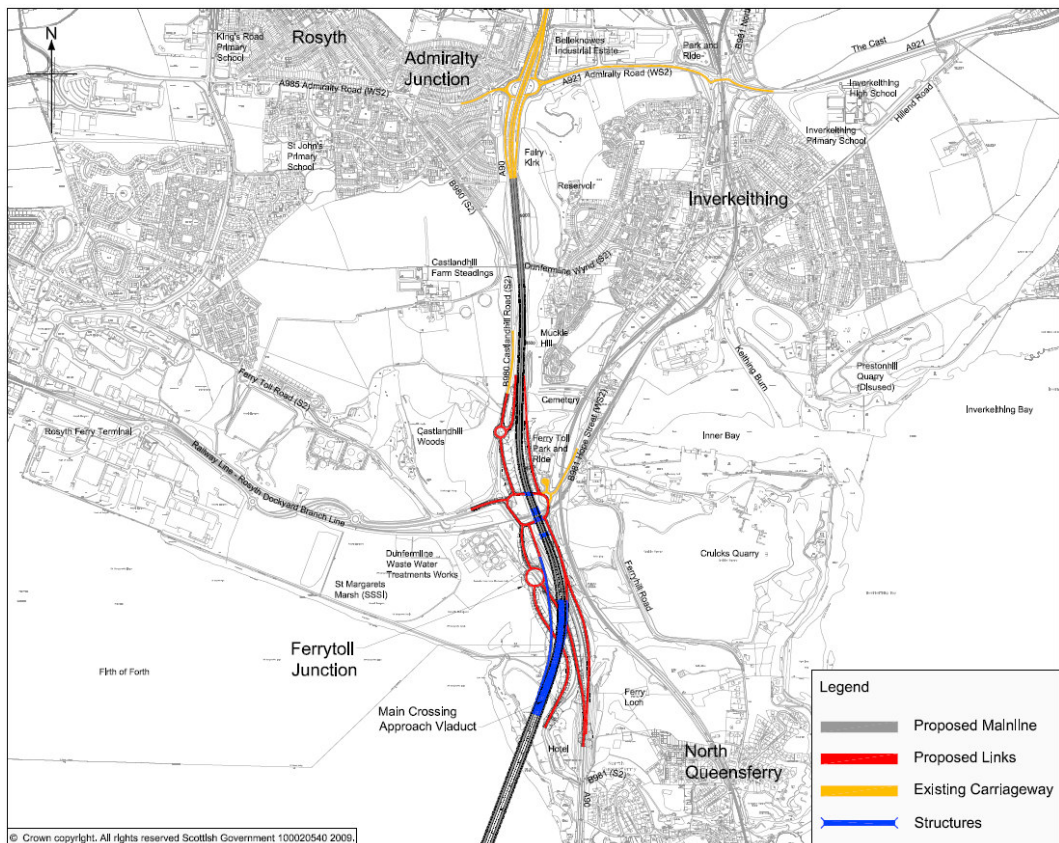 N
King's Road
Primary
School
Rosyth
Admiralty
Junction
Belleknowes
Industrial Estate
Park and
Ride
B981
The Cast
A921
A985 Admiralty Road (WS2)
A921 Admiralty Road (WS2)
Inverkeithing
High School
Hillend Road
Inverkeithing
Primary School
St John's
Primary
School
A90
Fairy
Kirk
Reservoir
B980 (S2)
Inverkeithing
Castlandhill
Farm Steadings
Dunfermline Wynd (S2)
B980 Castlandhill Road (S2)
Muckle
Hill
Keithing Burn
Prestonhill
Quarry
(Disused)
Inverkeithing Bay
Ferry Toll Road (S2)
Cemetery
B981 Hope Street (WS2)
Rosyth Ferry Terminal
Castlandhill
Woods
Ferry Toll
Park and
Ride
Inner Bay
Railway Line - Rosyth Dockyard Branch Line
Dunfermline
Waste Water
Treatments Works
Cruicks Quarry
St Margarets
Marsh (SSSI)
Ferryhill Road
Ferrytoll
Junction
Firth of Forth
Main Crossing
Approach Viaduct
Ferry
Loch
Hotel
North
Queensferry
B981 (S2)
A90
Legend
Proposed Mainline
Proposed Links
Existing Carriageway
Structures
© Crown copyright. All rights reserved Scottish Government 100020540 2009.